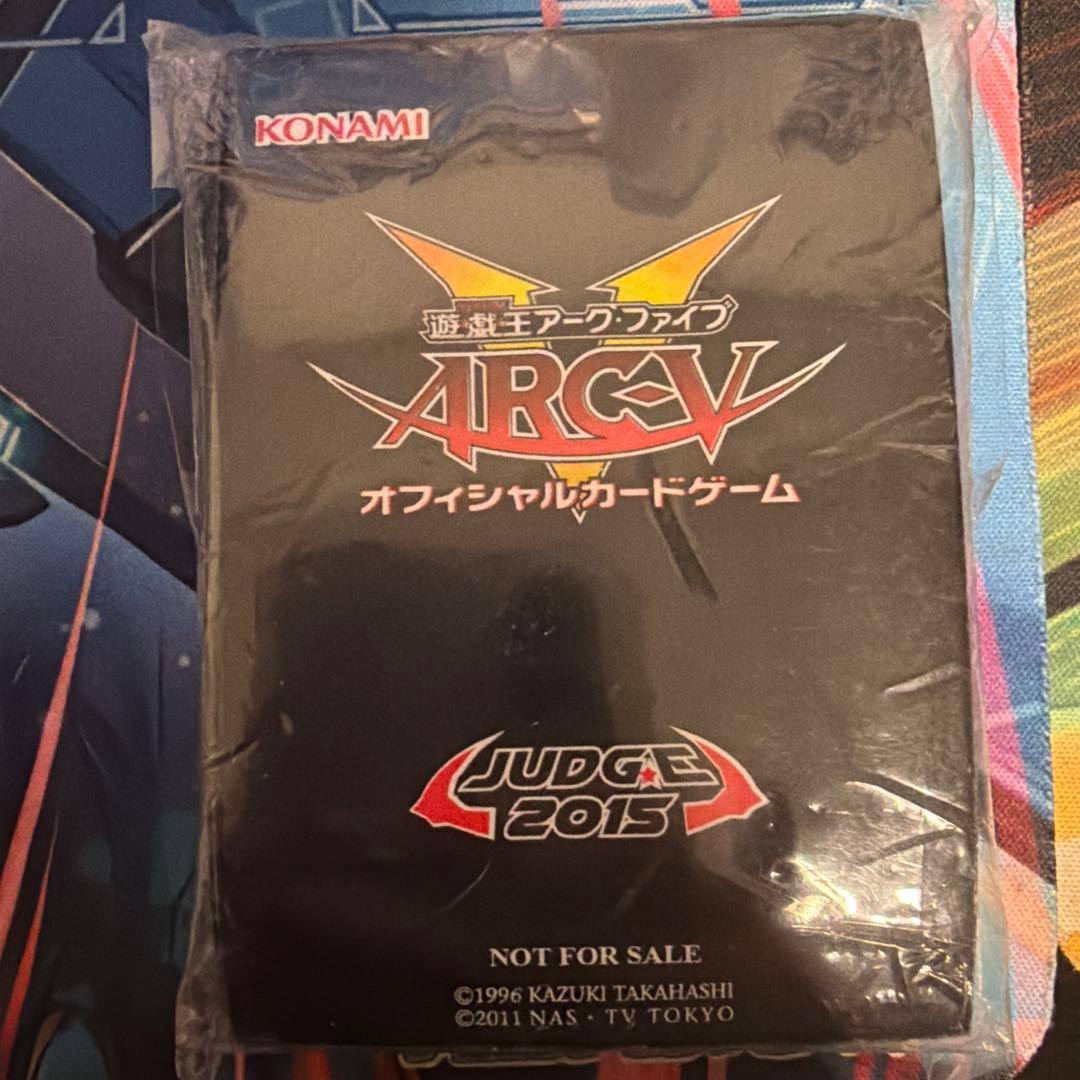 KONAMI
遊戯王アーク・ファイブ
ARC-V
オフィシャルカードゲーム
JUDGE
2015
NOT FOR SALE
©1996 KAZUKI TAKAHASHI
©2011 NAS・TV TOKYO